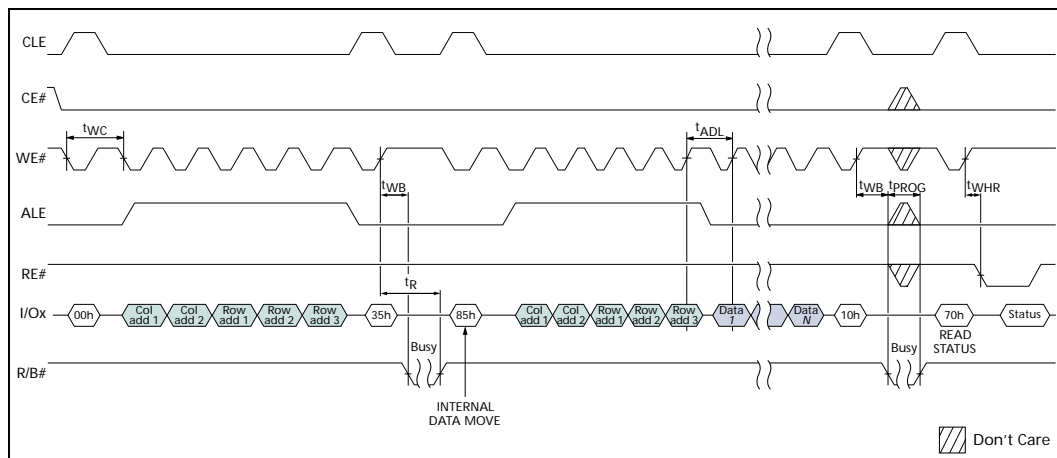 CLE
CE#
tWC
tADL
WE#
tWB
tWB
tPROG
tWHR
ALE
RE#
tR
I/Ox
00h
Col add 1
Col add 2
Row add 1
Row add 2
Row add 3
35h
85h
Col add 1
Col add 2
Row add 1
Row add 2
Row add 3
Data 1
Data N
10h
70h
Status
READ STATUS
Busy
Busy
R/B#
INTERNAL DATA MOVE
Don't Care